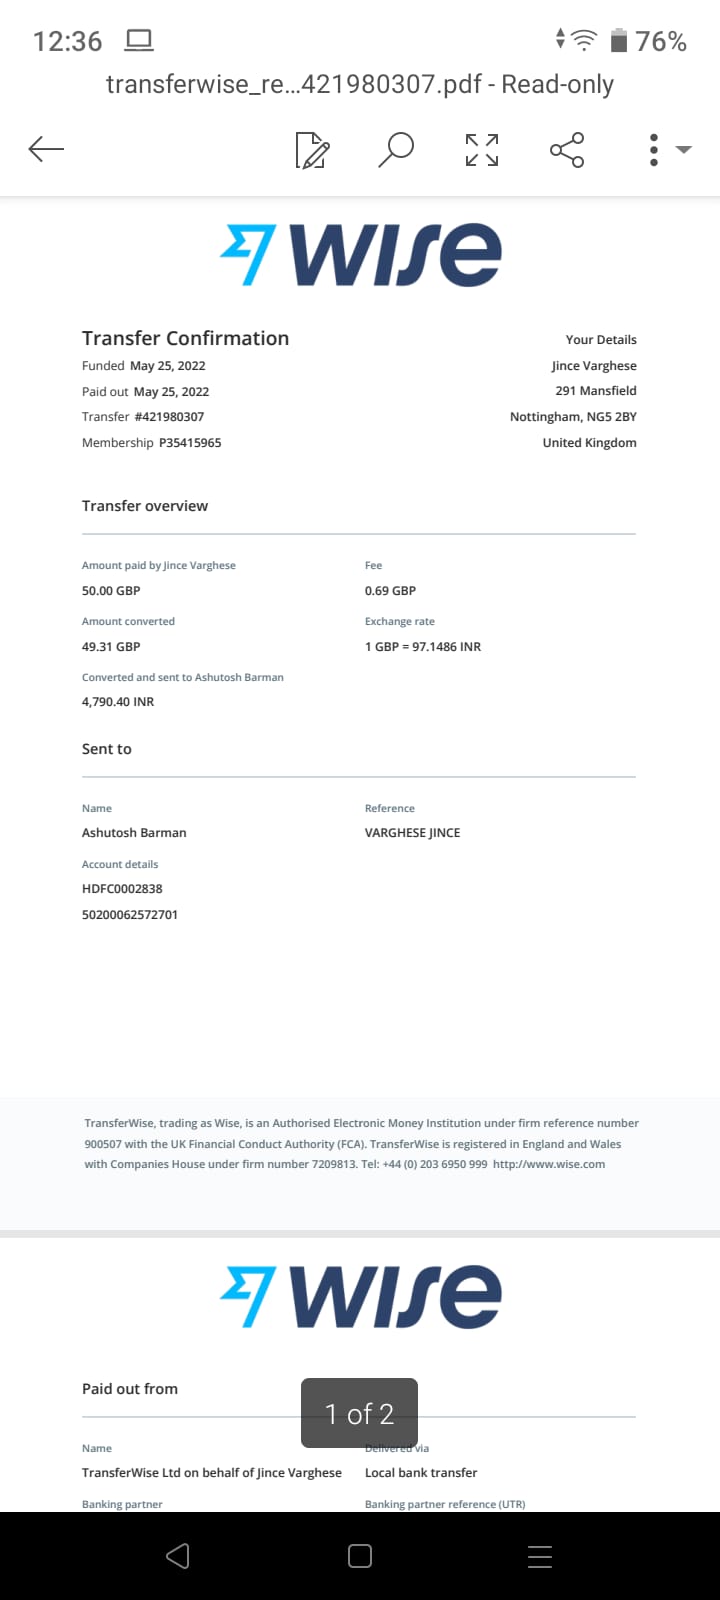 12:36
76%
transferwise_re...421980307.pdf - Read-only
WISE
Transfer Confirmation
Your Details
Funded May 25, 2022
Jince Varghese
Paid out May 25, 2022
291 Mansfield
Transfer #421980307
Nottingham, NG5 2BY
Membership P35415965
United Kingdom
Transfer overview
Amount paid by Jince Varghese
Fee
50.00 GBP
0.69 GBP
Amount converted
Exchange rate
49.31 GBP
1 GBP = 97.1486 INR
Converted and sent to Ashutosh Barman
4,790.40 INR
Sent to
Name
Reference
Ashutosh Barman
VARGHESE JINCE
Account details
HDFC0002838
50200062572701
TransferWise, trading as Wise, is an Authorised Electronic Money Institution under firm reference number
900507 with the UK Financial Conduct Authority (FCA). TransferWise is registered in England and Wales
with Companies House under firm number 7209813. Tel: +44 (0) 203 6950 999 http://www.wise.com
WISE
Paid out from
1 of 2
Name
Delivered via
TransferWise Ltd on behalf of Jince Varghese
Local bank transfer
Banking partner
Banking partner reference (UTR)